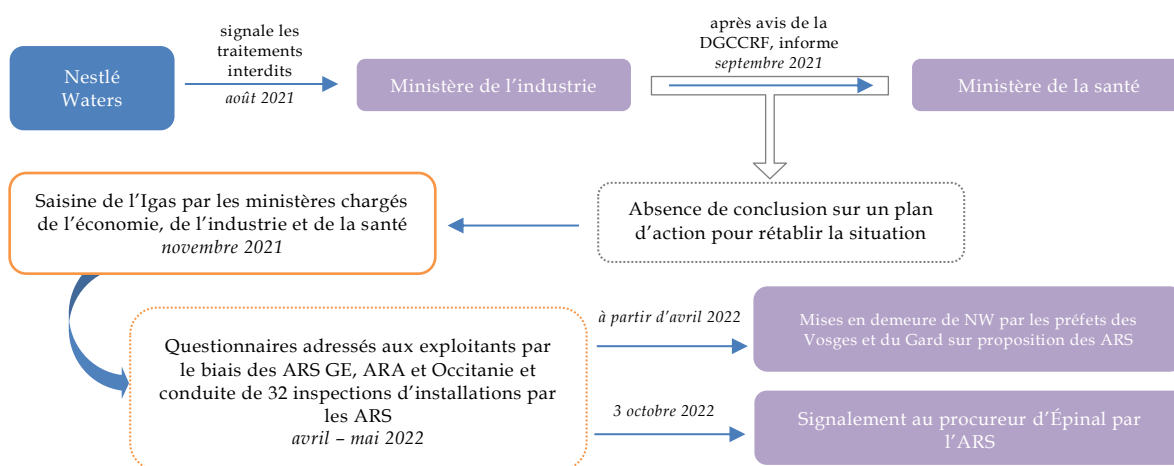 signale les
traitements
interdits
août 2021
Nestlé
Waters
Ministère de l'industrie
après avis de la
DGCCRF, informe
septembre 2021
Ministère de la santé
Saisine de l'Igas par les ministères chargés
de l'économie, de l'industrie et de la santé
novembre 2021
Absence de conclusion sur un plan
d'action pour rétablir la situation
Questionnaires adressés aux exploitants par
le biais des ARS GE, ARA et Occitanie et
conduite de 32 inspections d'installations par
les ARS
avril – mai 2022
à partir d'avril 2022
Mises en demeure de NW par les préfets des
Vosges et du Gard sur proposition des ARS
3 octobre 2022
Signalement au procureur d'Épinal par
l'ARS